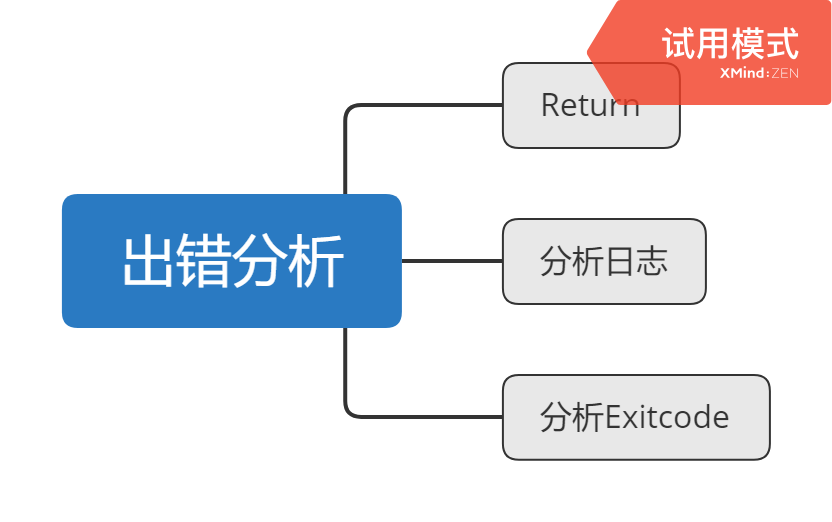 试用模式
XMind:ZEN
Return
出错分析
分析日志
分析Exitcode